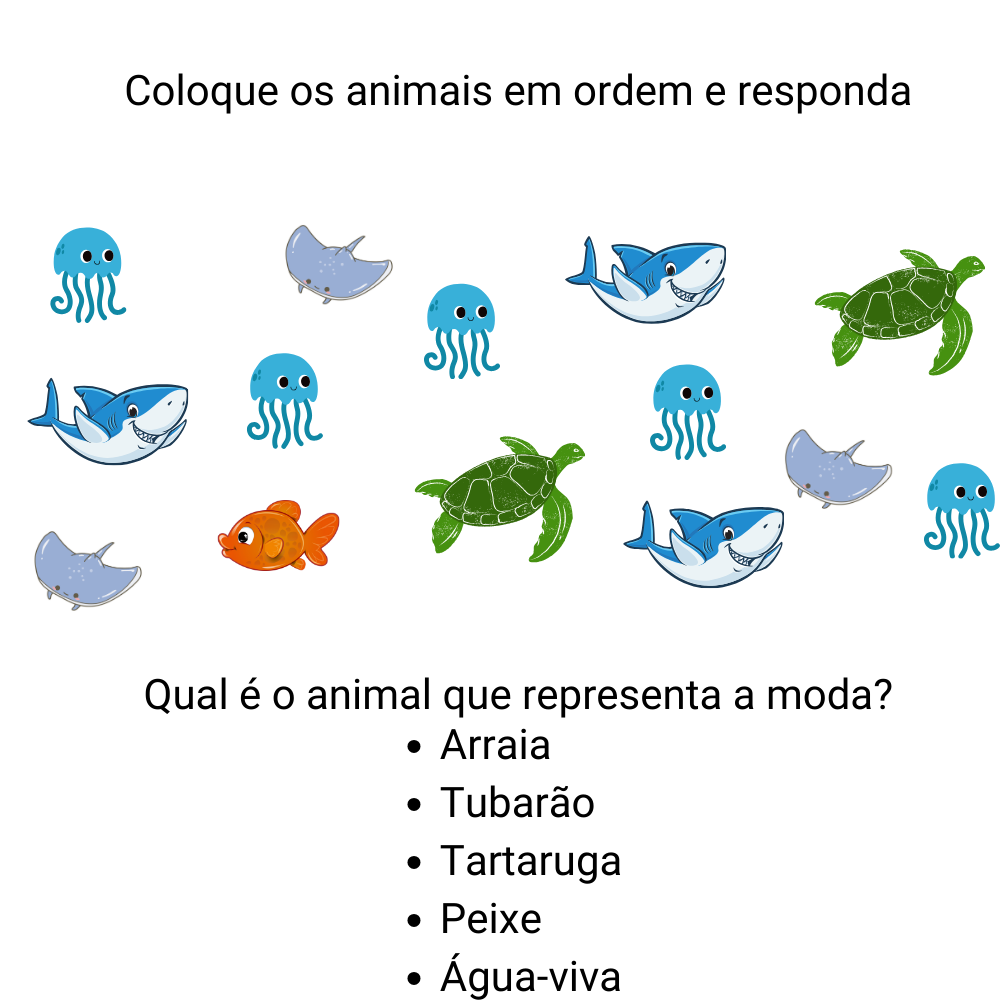 Coloque os animais em ordem e responda
Qual é o animal que representa a moda?
• Arraia
• Tubarão
• Tartaruga
• Peixe
• Água-viva